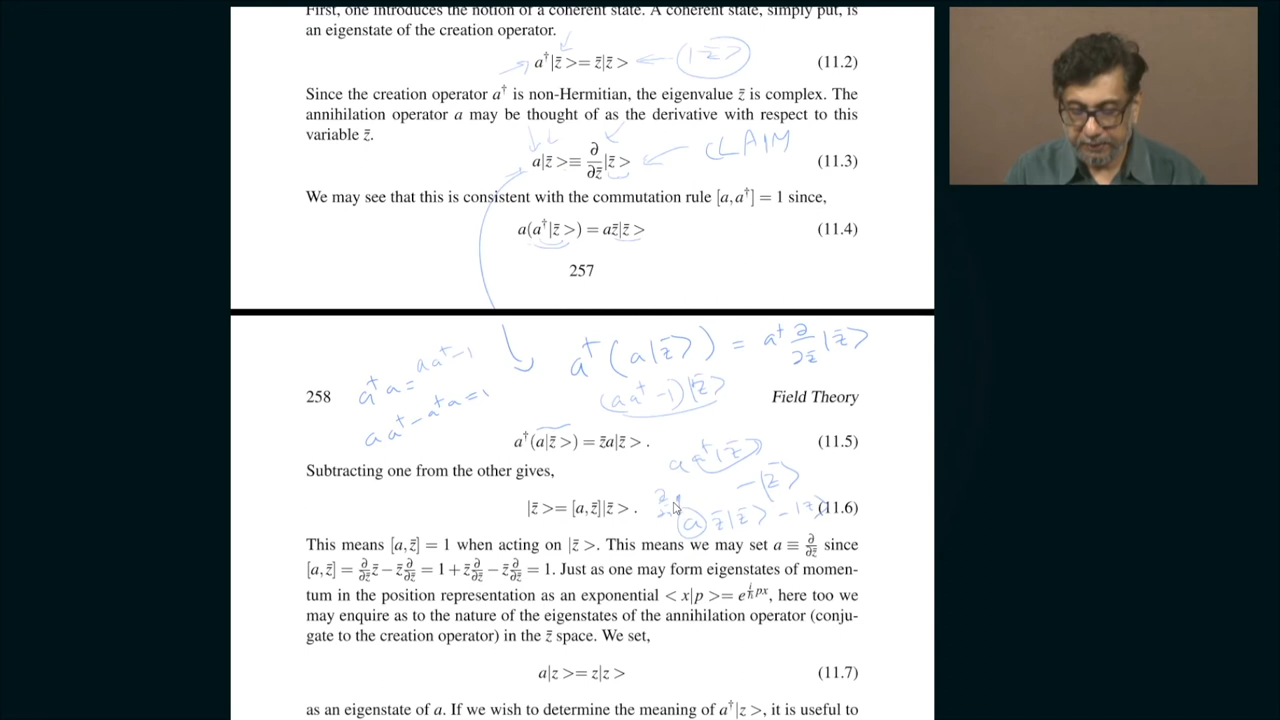 First, one introduces the notion of a coherent state. A coherent state, simply put, is
an eigenstate of the creation operator.
a†|z̄ >= z̄|z̄ > (11.2)
|z̄>
Since the creation operator a† is non-Hermitian, the eigenvalue z̄ is complex. The
annihilation operator a may be thought of as the derivative with respect to this
variable z̄.
CLAIM
a|z̄ >≡ ∂/∂z̄|z̄ > (11.3)
We may see that this is consistent with the commutation rule [a,a†] = 1 since,
a(a†|z̄ >) = az̄|z̄ > (11.4)
257
a†(a|z̄>) = a† ∂/∂z̄ |z̄>
a†a = aa†-1
(aa†-1)|z̄>
aa†-a†a=1
258 Field Theory
a†(a|z̄ >) = z̄a|z̄ > . (11.5)
aa†|z̄>
-|z̄>
Subtracting one from the other gives,
|z̄ >= [a,z̄]|z̄ > . (11.6)
a z̄|z̄> -|z̄>
This means [a,z̄] = 1 when acting on |z̄ >. This means we may set a ≡ ∂/∂z̄ since
[a,z̄] = ∂/∂z̄ z̄ − z̄ ∂/∂z̄ = 1 + z̄ ∂/∂z̄ − z̄ ∂/∂z̄ = 1. Just as one may form eigenstates of momen-
tum in the position representation as an exponential < x|p >= e^{i/ℏ px}, here too we
may enquire as to the nature of the eigenstates of the annihilation operator (conju-
gate to the creation operator) in the z̄ space. We set,
a|z >= z|z > (11.7)
as an eigenstate of a. If we wish to determine the meaning of a†|z >, it is useful to